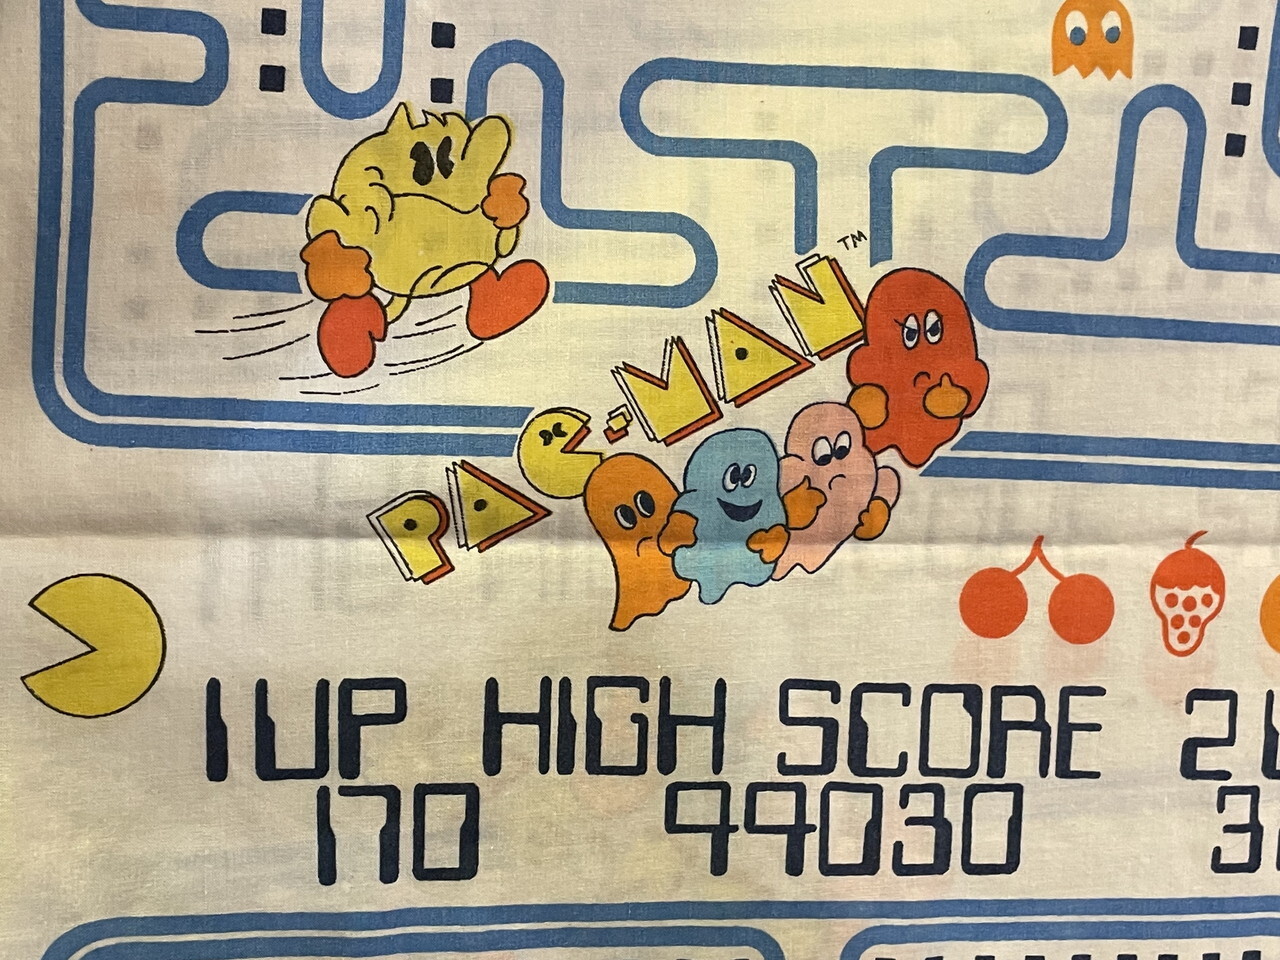 PAC-MAN™
1UP HIGH SCORE
170 99030